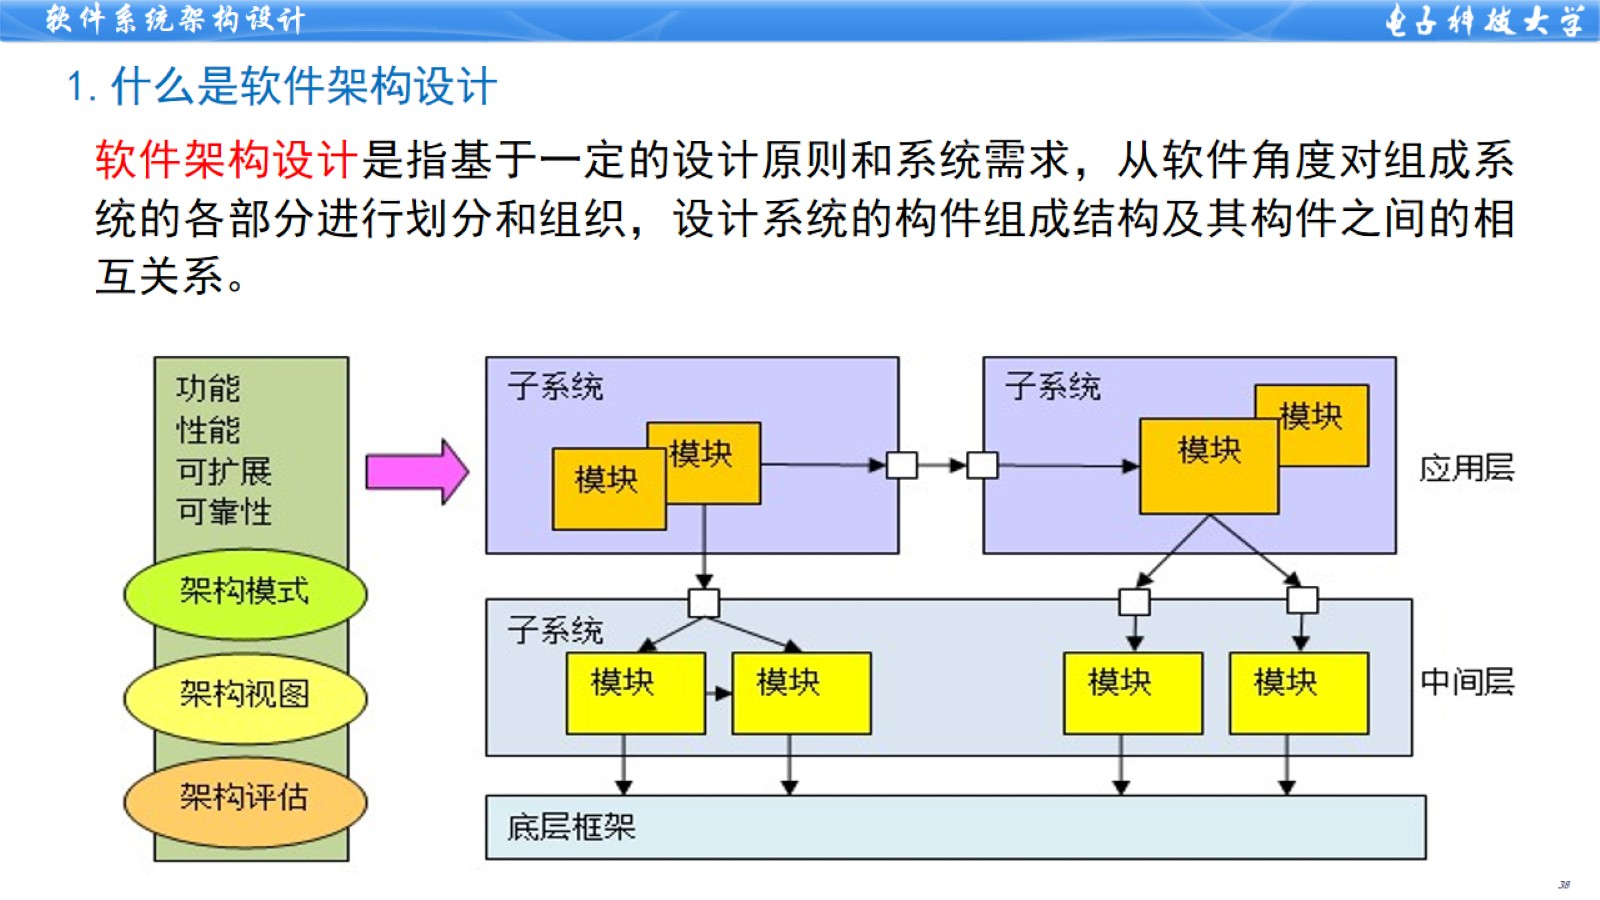 软件系统架构设计
电子科技大学
1.什么是软件架构设计
软件架构设计是指基于一定的设计原则和系统需求，从软件角度对组成系
统的各部分进行划分和组织，设计系统的构件组成结构及其构件之间的相
互关系。
功能
性能
可扩展
可靠性
架构模式
架构视图
架构评估
子系统
模块
模块
子系统
模块
模块
应用层
子系统
模块
模块
模块
模块
中间层
底层框架
38